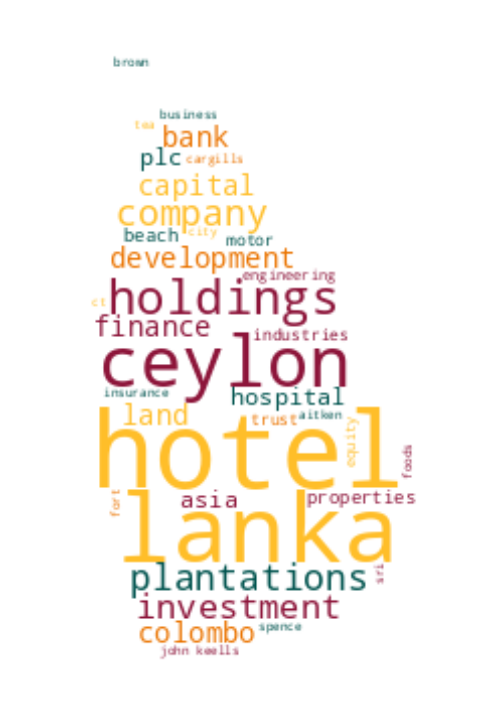 brown
business
tea
bank
plc cargills
capital
company
beach city motor
development
engineering
ct holdings
finance industries
ceylon
insurance hospital
land trust aitken equity
hotel foods
fort asia properties
lanka
plantations sri
investment
colombo spence
john keells